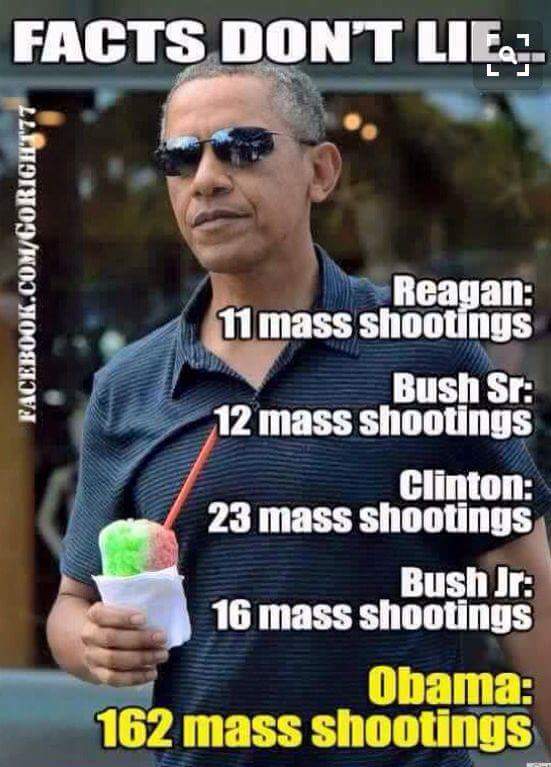 FACTS DON'T LIE...
FACEBOOK.COM/GORIGHT77
Reagan:
11 mass shootings
Bush Sr:
12 mass shootings
Clinton:
23 mass shootings
Bush Jr:
16 mass shootings
Obama:
162 mass shootings